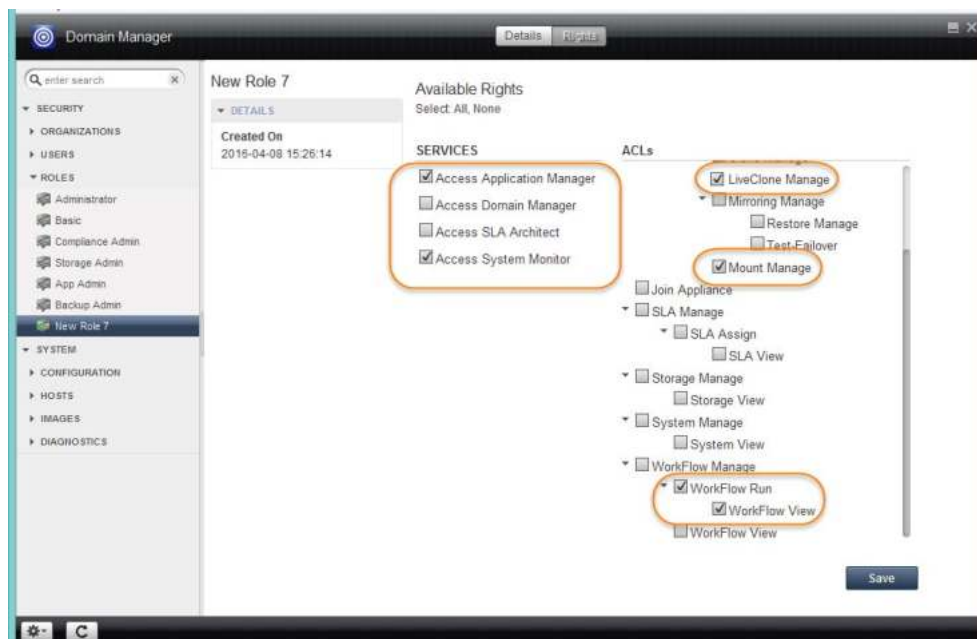 Domain Manager
Details Rights
enter search
SECURITY
ORGANIZATIONS
USERS
ROLES
Administrator
Basic
Compliance Admin
Storage Admin
App Admin
Backup Admin
New Role 7
SYSTEM
CONFIGURATION
HOSTS
IMAGES
DIAGNOSTICS
New Role 7
DETAILS
Created On
2016-04-08 15:26:14
Available Rights
Select: All, None
SERVICES
Access Application Manager
Access Domain Manager
Access SLA Architect
Access System Monitor
ACLs
LiveClone Manage
Mirroring Manage
Restore Manage
Test-Failover
Mount Manage
Join Appliance
SLA Manage
SLA Assign
SLA View
Storage Manage
Storage View
System Manage
System View
WorkFlow Manage
WorkFlow Run
WorkFlow View
WorkFlow View
Save